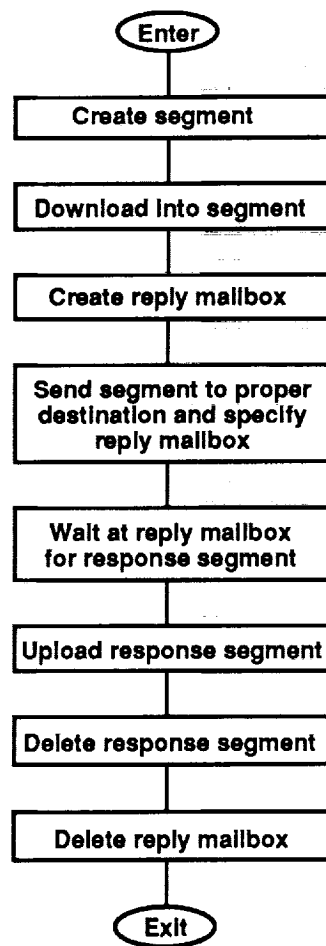 Enter
Create segment
Download into segment
Create reply mailbox
Send segment to proper
destination and specify
reply mailbox
Wait at reply mailbox
for response segment
Upload response segment
Delete response segment
Delete reply mailbox
Exit